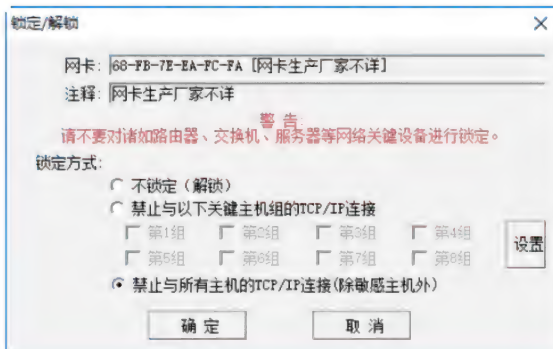 锁定/解锁
网卡: 68-FB-7E-EA-FC-FA [网卡生产厂家不详]
注释: 网卡生产厂家不详
警 告:
请不要对诸如路由器、交换机、服务器等网络关键设备进行锁定。
锁定方式:
不锁定（解锁）
禁止与以下关键主机组的TCP/IP连接
第1组 第2组 第3组 第4组
设置
第5组 第6组 第7组 第8组
禁止与所有主机的TCP/IP连接(除敏感主机外)
确 定 取 消